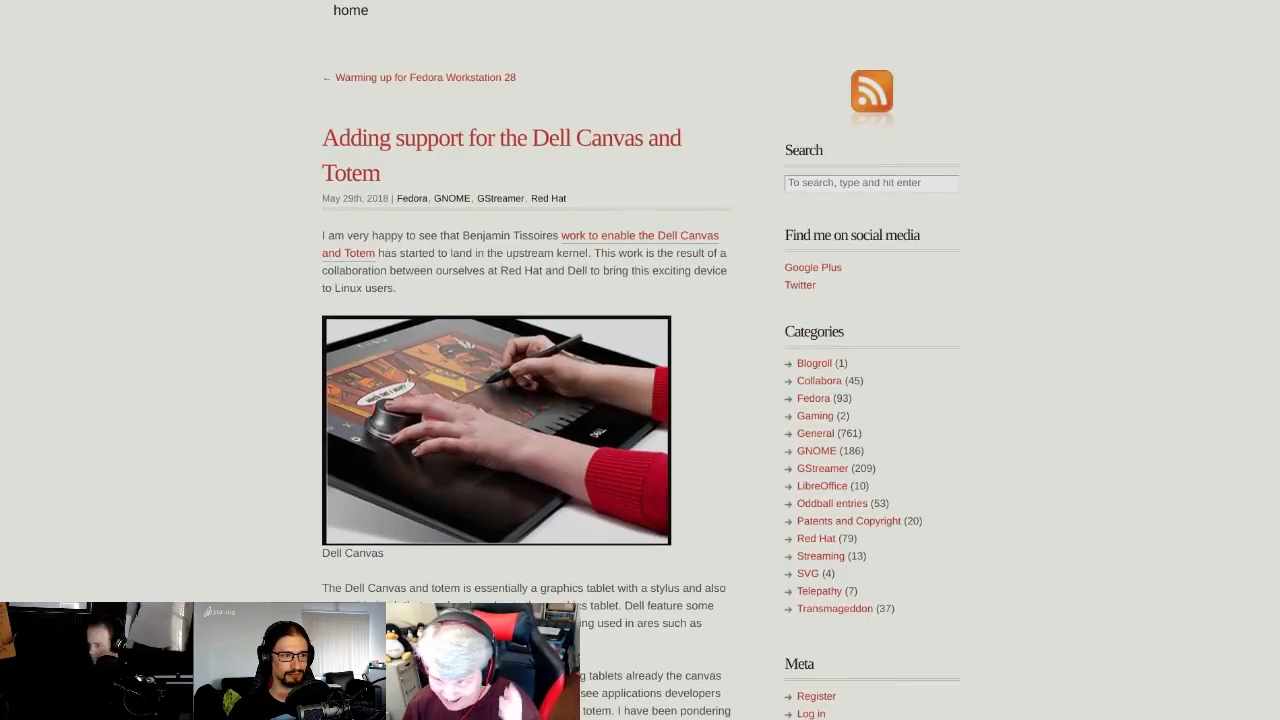 home
← Warming up for Fedora Workstation 28
Adding support for the Dell Canvas and
Totem
May 29th, 2018 | Fedora, GNOME, GStreamer, Red Hat
I am very happy to see that Benjamin Tissoires work to enable the Dell Canvas
and Totem has started to land in the upstream kernel. This work is the result of a
collaboration between ourselves at Red Hat and Dell to bring this exciting device
to Linux users.
DELL
Dell Canvas
The Dell Canvas and totem is essentially a graphics tablet with a stylus and also
tablet. Dell feature some
used in ares such as
tablets already the canvas
see applications developers
totem. I have been pondering
Search
To search, type and hit enter
Find me on social media
Google Plus
Twitter
Categories
Blogroll (1)
Collabora (45)
Fedora (93)
Gaming (2)
General (761)
GNOME (186)
GStreamer (209)
LibreOffice (10)
Oddball entries (53)
Patents and Copyright (20)
Red Hat (79)
Streaming (13)
SVG (4)
Telepathy (7)
Transmageddon (37)
Meta
Register
Log in